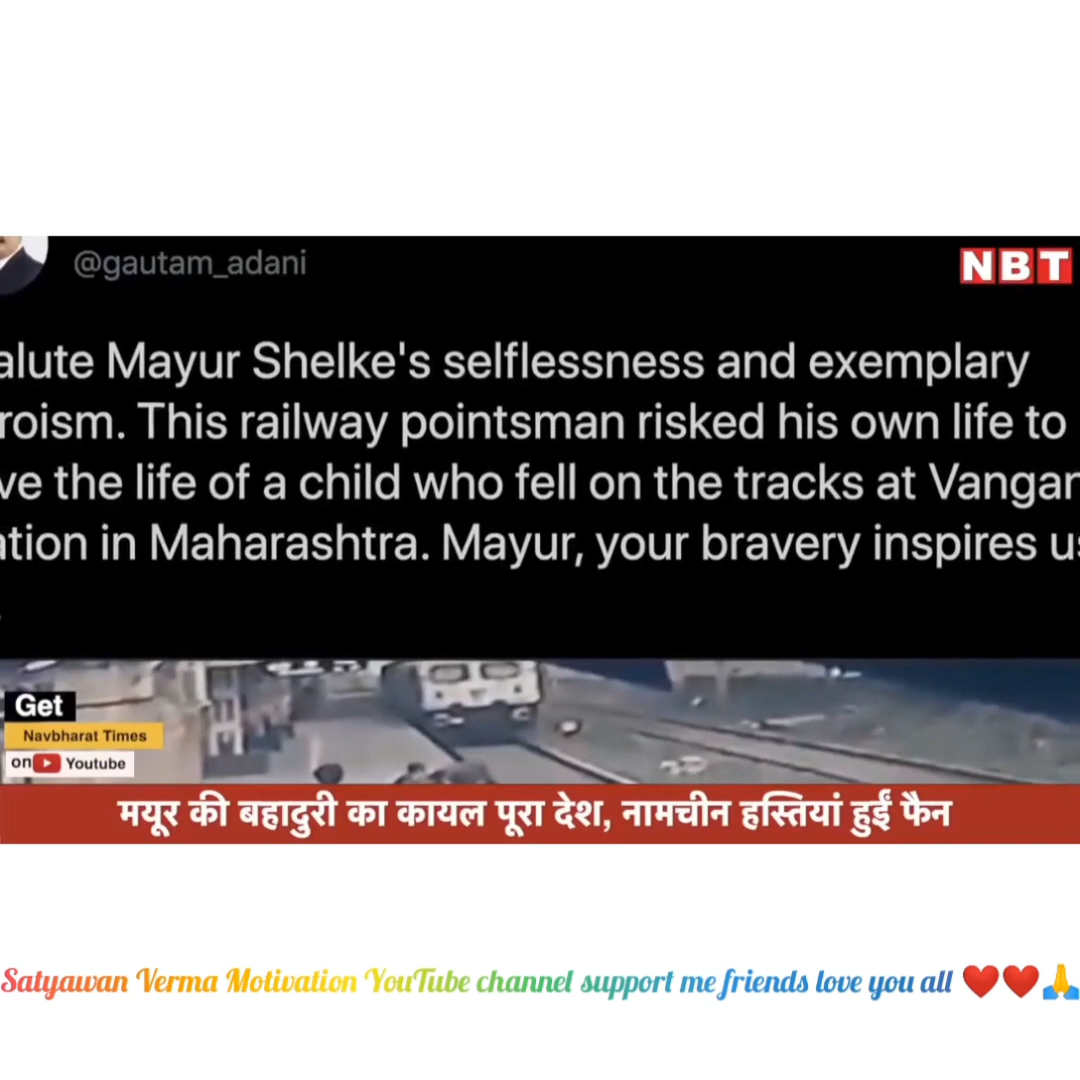 @gautam_adani
NBT
alute Mayur Shelke's selflessness and exemplary
roism. This railway pointsman risked his own life to
ve the life of a child who fell on the tracks at Vangan
ation in Maharashtra. Mayur, your bravery inspires us
Get
Navbharat Times
on Youtube
मयूर की बहादुरी का कायल पूरा देश, नामचीन हस्तियां हुईं फैन
Satyawan Verma Motivation YouTube channel support me friends love you all ❤️❤️🙏